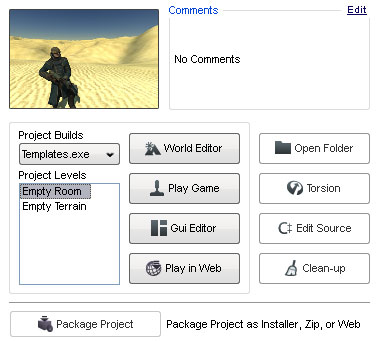 Comments
Edit
No Comments
Project Builds
Templates.exe
Project Levels
Empty Room
Empty Terrain
World Editor
Play Game
Gui Editor
Play in Web
Open Folder
Torsion
Edit Source
Clean-up
Package Project
Package Project as Installer, Zip, or Web